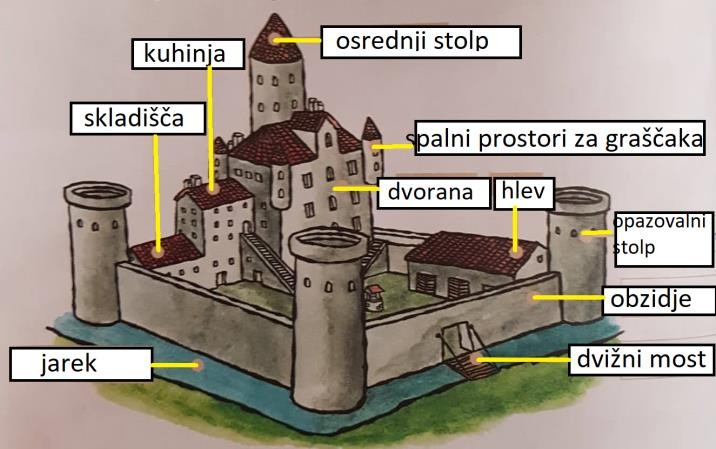 osrednji stolp
kuhinja
skladišča
spalni prostori za graščaka
dvorana
hlev
opazovalni
stolp
obzidje
jarek
dvižni most